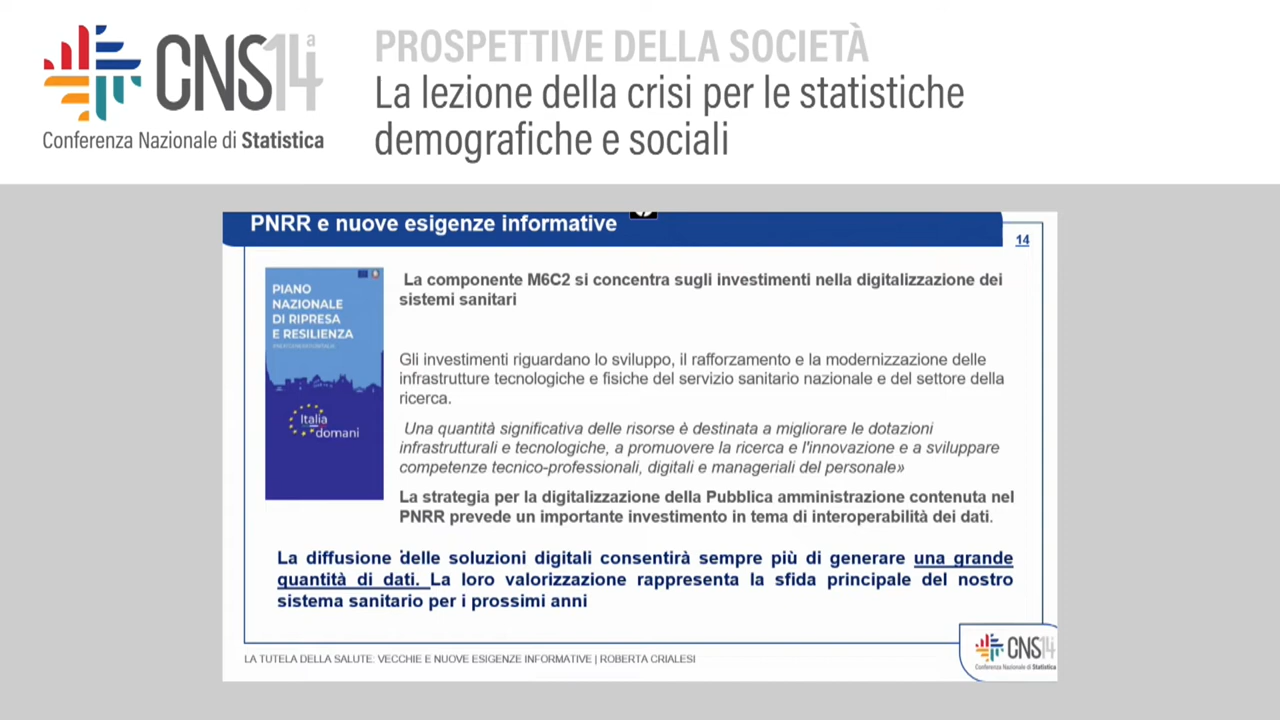 CNS14ª
Conferenza Nazionale di Statistica
PROSPETTIVE DELLA SOCIETÀ
La lezione della crisi per le statistiche
demografiche e sociali
PNRR e nuove esigenze informative
14
PIANO
NAZIONALE
DI RIPRESA
E RESILIENZA
Italia
domani
La componente M6C2 si concentra sugli investimenti nella digitalizzazione dei
sistemi sanitari
Gli investimenti riguardano lo sviluppo, il rafforzamento e la modernizzazione delle
infrastrutture tecnologiche e fisiche del servizio sanitario nazionale e del settore della
ricerca.
Una quantità significativa delle risorse è destinata a migliorare le dotazioni
infrastrutturali e tecnologiche, a promuovere la ricerca e l'innovazione e a sviluppare
competenze tecnico-professionali, digitali e manageriali del personale»
La strategia per la digitalizzazione della Pubblica amministrazione contenuta nel
PNRR prevede un importante investimento in tema di interoperabilità dei dati.
La diffusione delle soluzioni digitali consentirà sempre più di generare una grande
quantità di dati. La loro valorizzazione rappresenta la sfida principale del nostro
sistema sanitario per i prossimi anni
LA TUTELA DELLA SALUTE: VECCHIE E NUOVE ESIGENZE INFORMATIVE | ROBERTA CRIALESI
CNS14
Conferenza Nazionale di Statistica